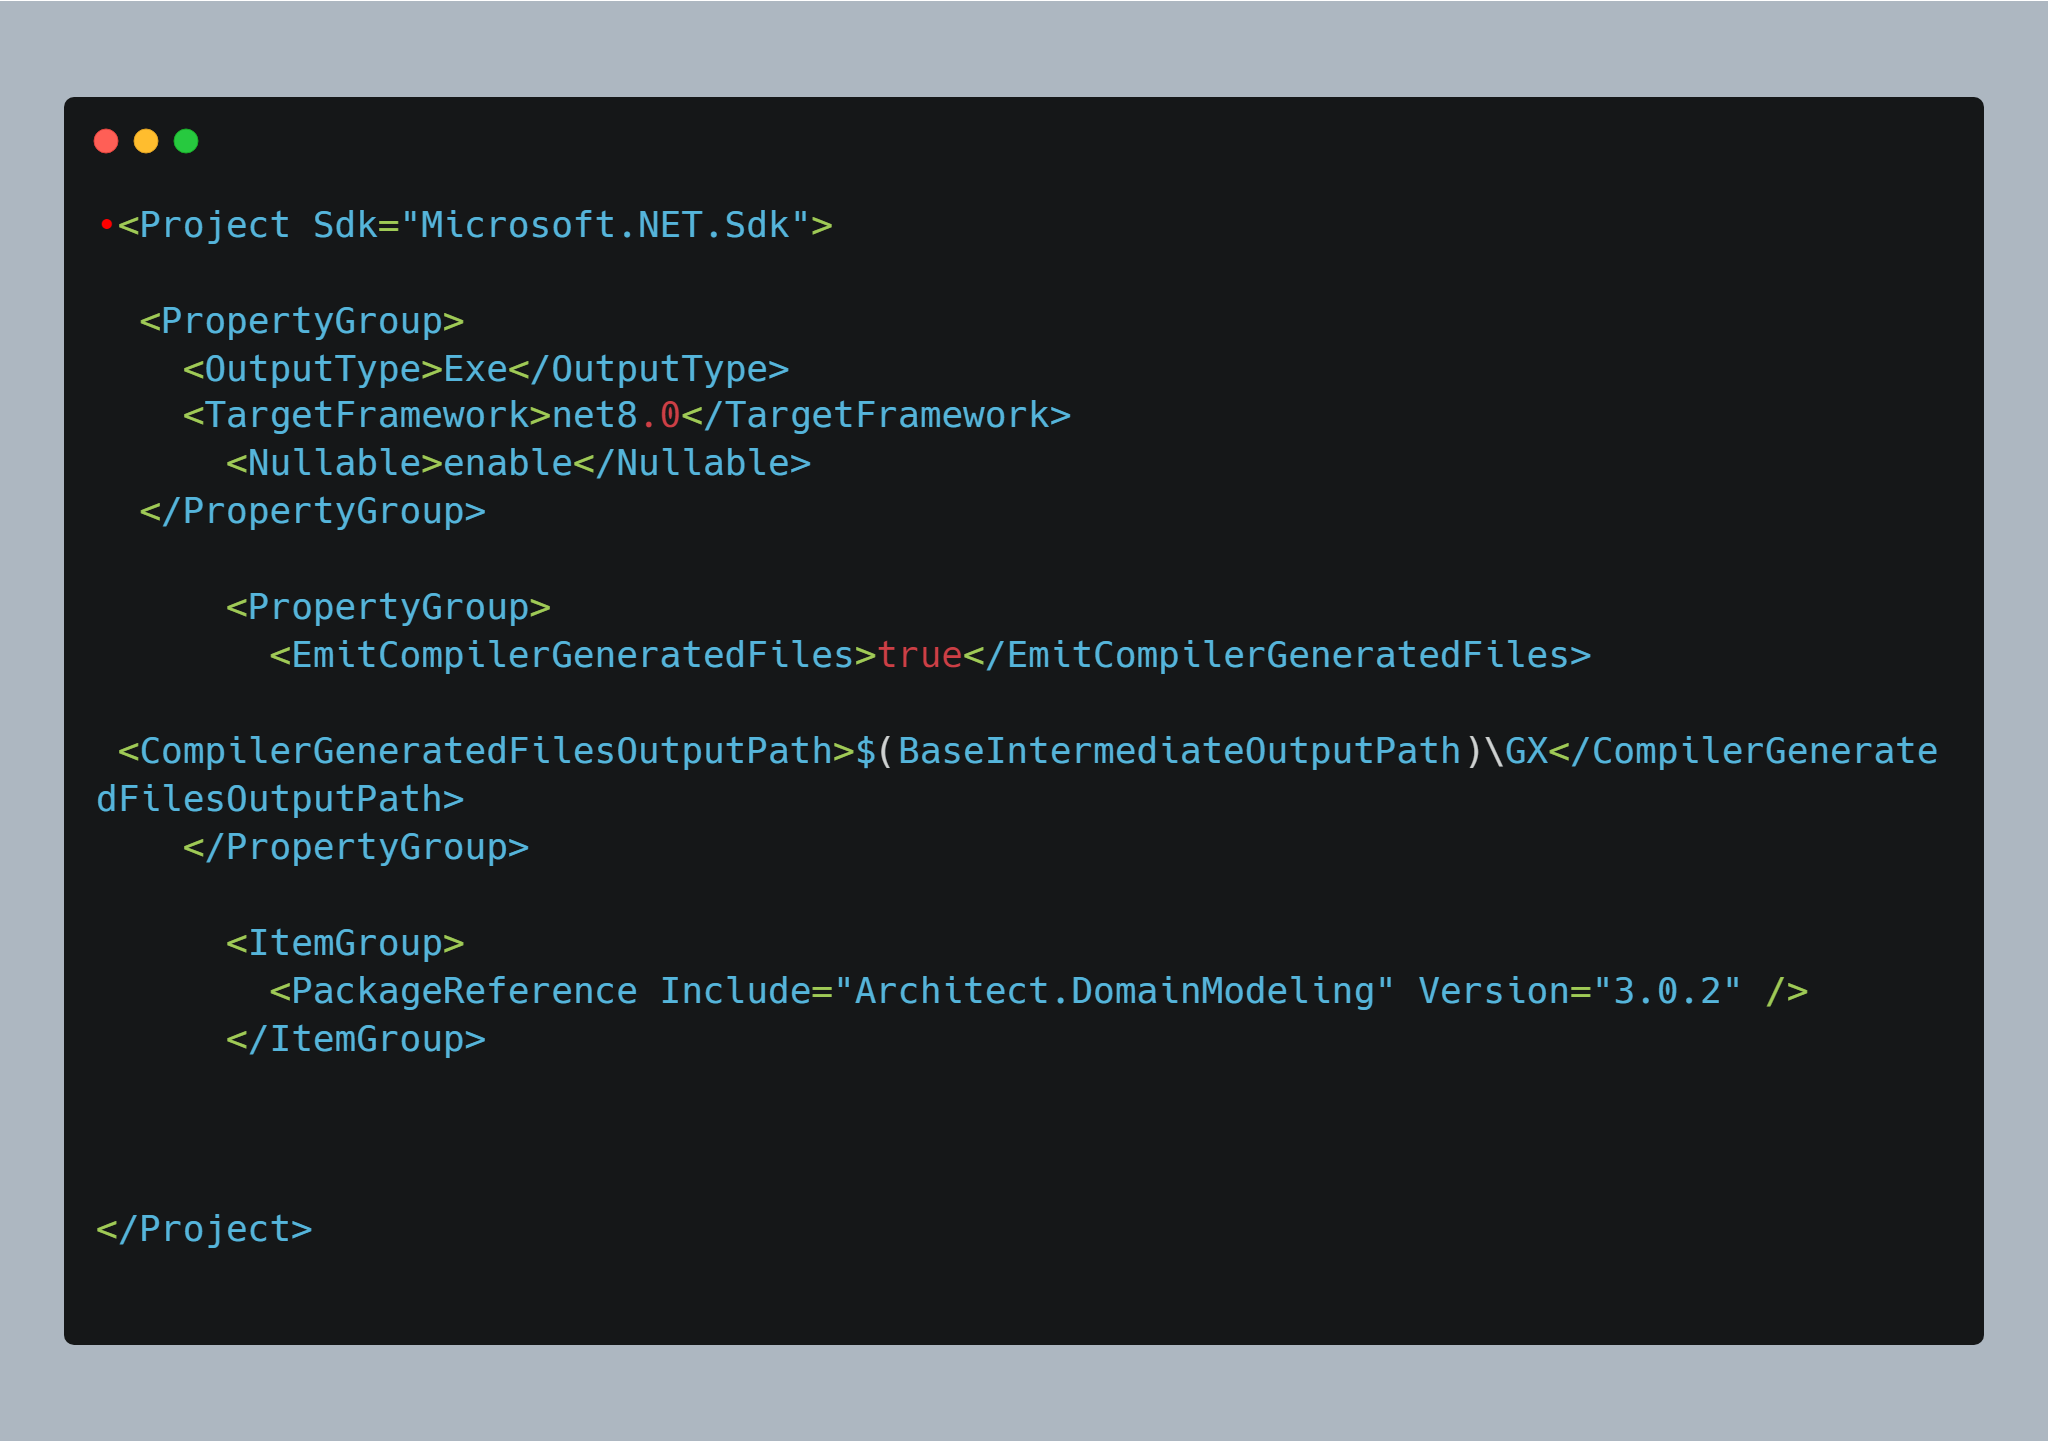 •<Project Sdk="Microsoft.NET.Sdk">
<PropertyGroup>
<OutputType>Exe</OutputType>
<TargetFramework>net8.0</TargetFramework>
<Nullable>enable</Nullable>
</PropertyGroup>
<PropertyGroup>
<EmitCompilerGeneratedFiles>true</EmitCompilerGeneratedFiles>
<CompilerGeneratedFilesOutputPath>$(BaseIntermediateOutputPath)\GX</CompilerGenerate
dFilesOutputPath>
</PropertyGroup>
<ItemGroup>
<PackageReference Include="Architect.DomainModeling" Version="3.0.2" />
</ItemGroup>
</Project>